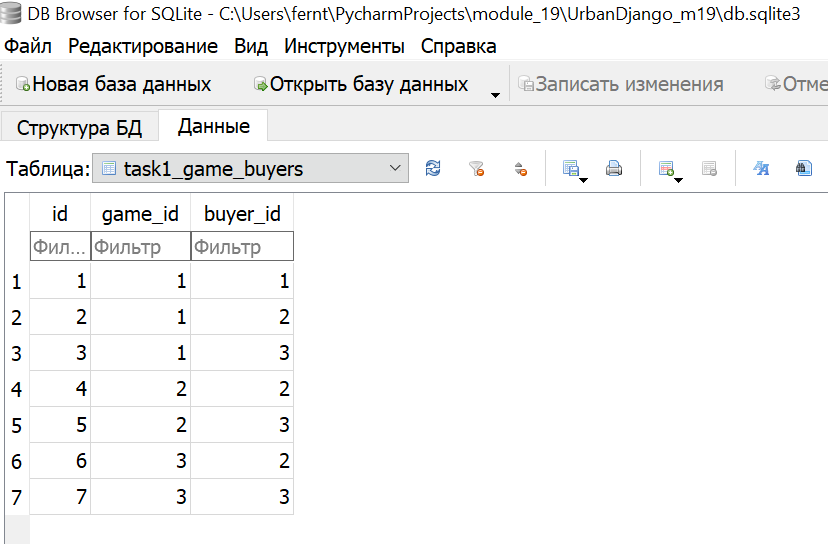 DB Browser for SQLite - C:\Users\fernt\PycharmProjects\module_19\UrbanDjango_m19\db.sqlite3
Файл Редактирование Вид Инструменты Справка
Новая база данных Открыть базу данных Записать изменения Отме
Структура БД Данные
Таблица: task1_game_buyers
id game_id buyer_id
Фил... Фильтр Фильтр
1 1 1 1
2 2 1 2
3 3 1 3
4 4 2 2
5 5 2 3
6 6 3 2
7 7 3 3